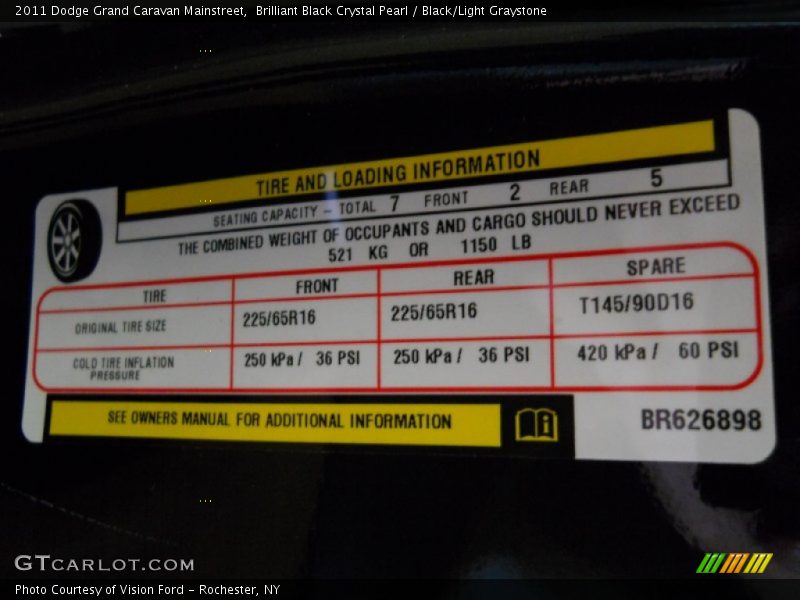 2011 Dodge Grand Caravan Mainstreet,  Brilliant Black Crystal Pearl / Black/Light Graystone
TIRE AND LOADING INFORMATION
SEATING CAPACITY - TOTAL 7 FRONT 2 REAR 5
THE COMBINED WEIGHT OF OCCUPANTS AND CARGO SHOULD NEVER EXCEED
521 KG OR 1150 LB
TIRE FRONT REAR SPARE
ORIGINAL TIRE SIZE 225/65R16 225/65R16 T145/90D16
COLD TIRE INFLATION PRESSURE 250 kPa / 36 PSI 250 kPa / 36 PSI 420 kPa / 60 PSI
SEE OWNERS MANUAL FOR ADDITIONAL INFORMATION
BR626898
GTCARLOT.COM
Photo Courtesy of Vision Ford - Rochester, NY